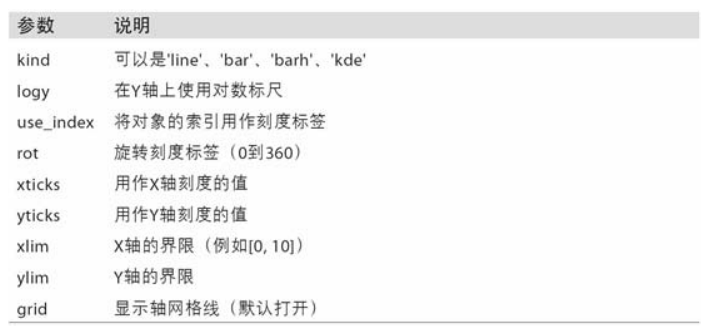 参数 说明
kind 可以是'line'、'bar'、'barh'、'kde'
logy 在Y轴上使用对数标尺
use_index 将对象的索引用作刻度标签
rot 旋转刻度标签（0到360）
xticks 用作X轴刻度的值
yticks 用作Y轴刻度的值
xlim X轴的界限（例如[0, 10]）
ylim Y轴的界限
grid 显示轴网格线（默认打开）